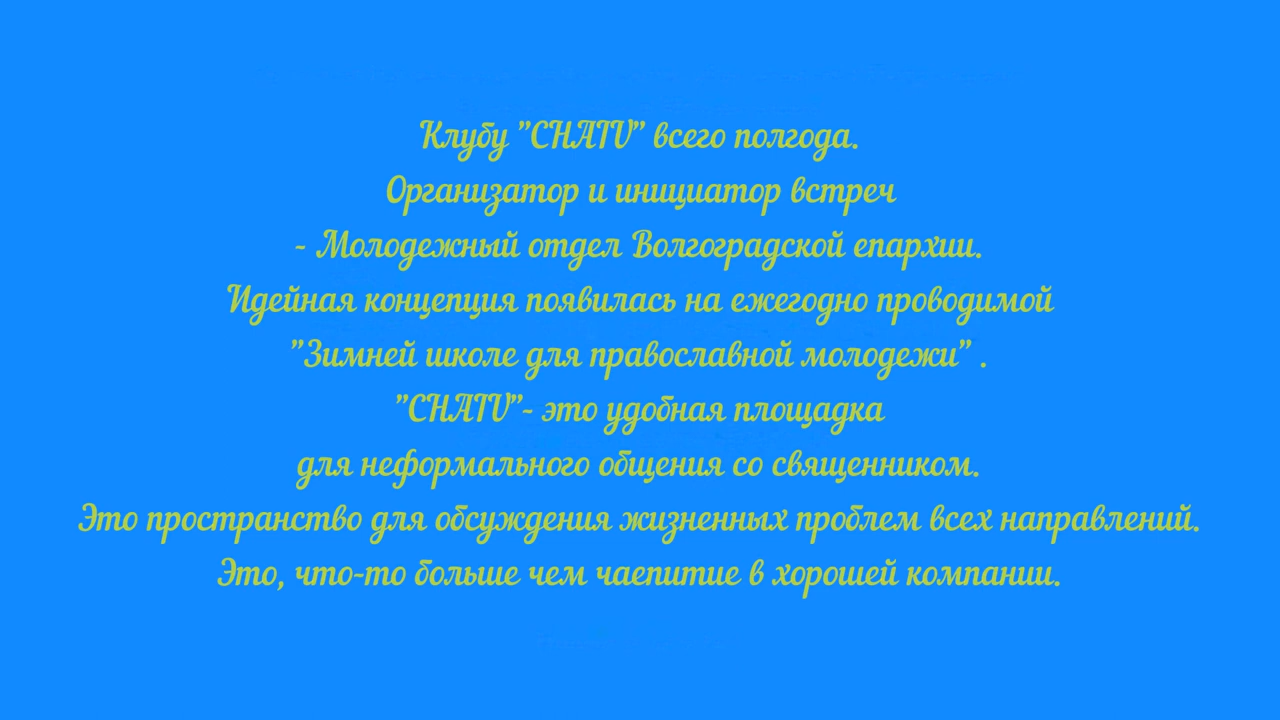 Клубу "CHATU" всего полгода.
Организатор и инициатор встреч
- Молодежный отдел Волгоградской епархии.
Идейная концепция появилась на ежегодно проводимой
"Зимней школе для православной молодежи" .
"CHATU"- это удобная площадка
для неформального общения со священником.
Это пространство для обсуждения жизненных проблем всех направлений.
Это, что-то больше чем чаепитие в хорошей компании.